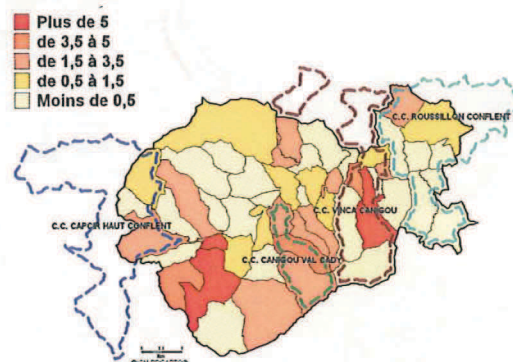 Plus de 5
de 3,5 à 5
de 1,5 à 3,5
de 0,5 à 1,5
Moins de 0,5
C.C. ROUSSILLON CONFLENT
C.C. VINCA CANIGOU
C.C. CAPCIR HAUT CONFLENT
C.C. CANIGOU VAL CADY